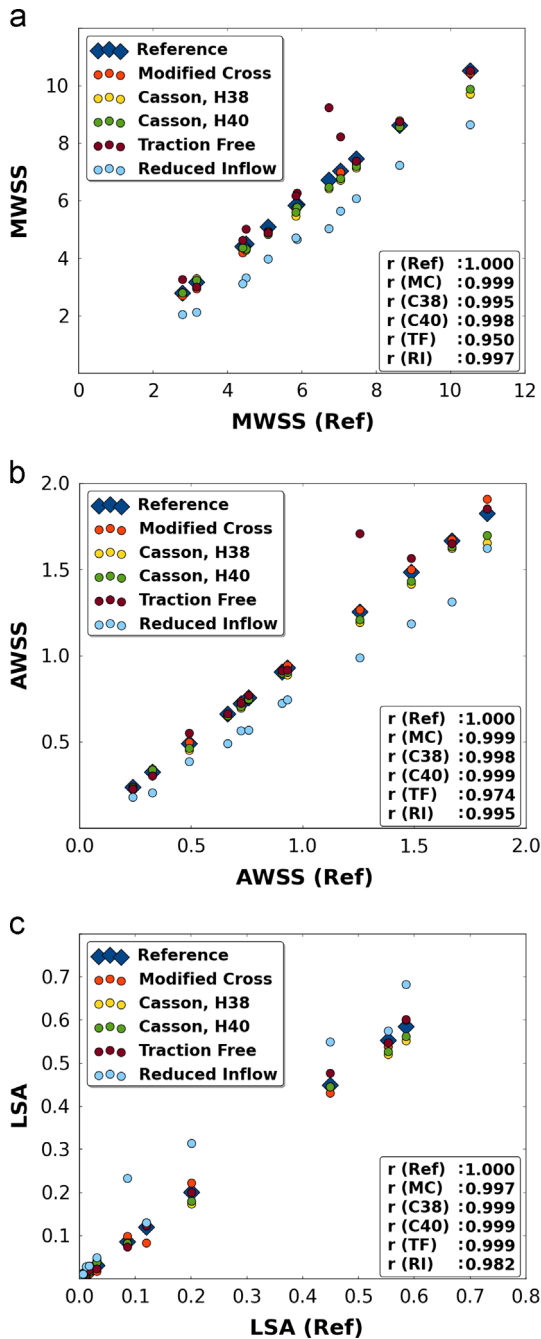 a
MWSS
10
8
6
4
2
Reference
Modified Cross
Casson, H38
Casson, H40
Traction Free
Reduced Inflow
r (Ref) :1.000
r (MC) :0.999
r (C38) :0.995
r (C40) :0.998
r (TF) :0.950
r (RI) :0.997
0 2 4 6 8 10 12
MWSS (Ref)
b
AWSS
2.0
1.5
1.0
0.5
Reference
Modified Cross
Casson, H38
Casson, H40
Traction Free
Reduced Inflow
r (Ref) :1.000
r (MC) :0.999
r (C38) :0.998
r (C40) :0.999
r (TF) :0.974
r (RI) :0.995
0.0 0.5 1.0 1.5 2.0
AWSS (Ref)
c
LSA
0.7
0.6
0.5
0.4
0.3
0.2
0.1
Reference
Modified Cross
Casson, H38
Casson, H40
Traction Free
Reduced Inflow
r (Ref) :1.000
r (MC) :0.997
r (C38) :0.999
r (C40) :0.999
r (TF) :0.999
r (RI) :0.982
0.0 0.1 0.2 0.3 0.4 0.5 0.6 0.7 0.8
LSA (Ref)